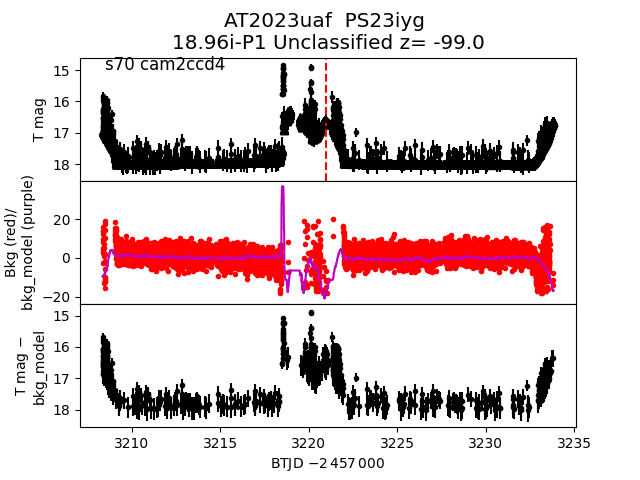 AT2023uaf  PS23iyg
18.96i-P1 Unclassified z= -99.0
s70 cam2ccd4
15
16
17
18
T mag
20
0
−20
Bkg (red)/
bkg_model (purple)
15
16
17
18
T mag −
bkg_model
3210 3215 3220 3225 3230 3235
BTJD −2 457 000